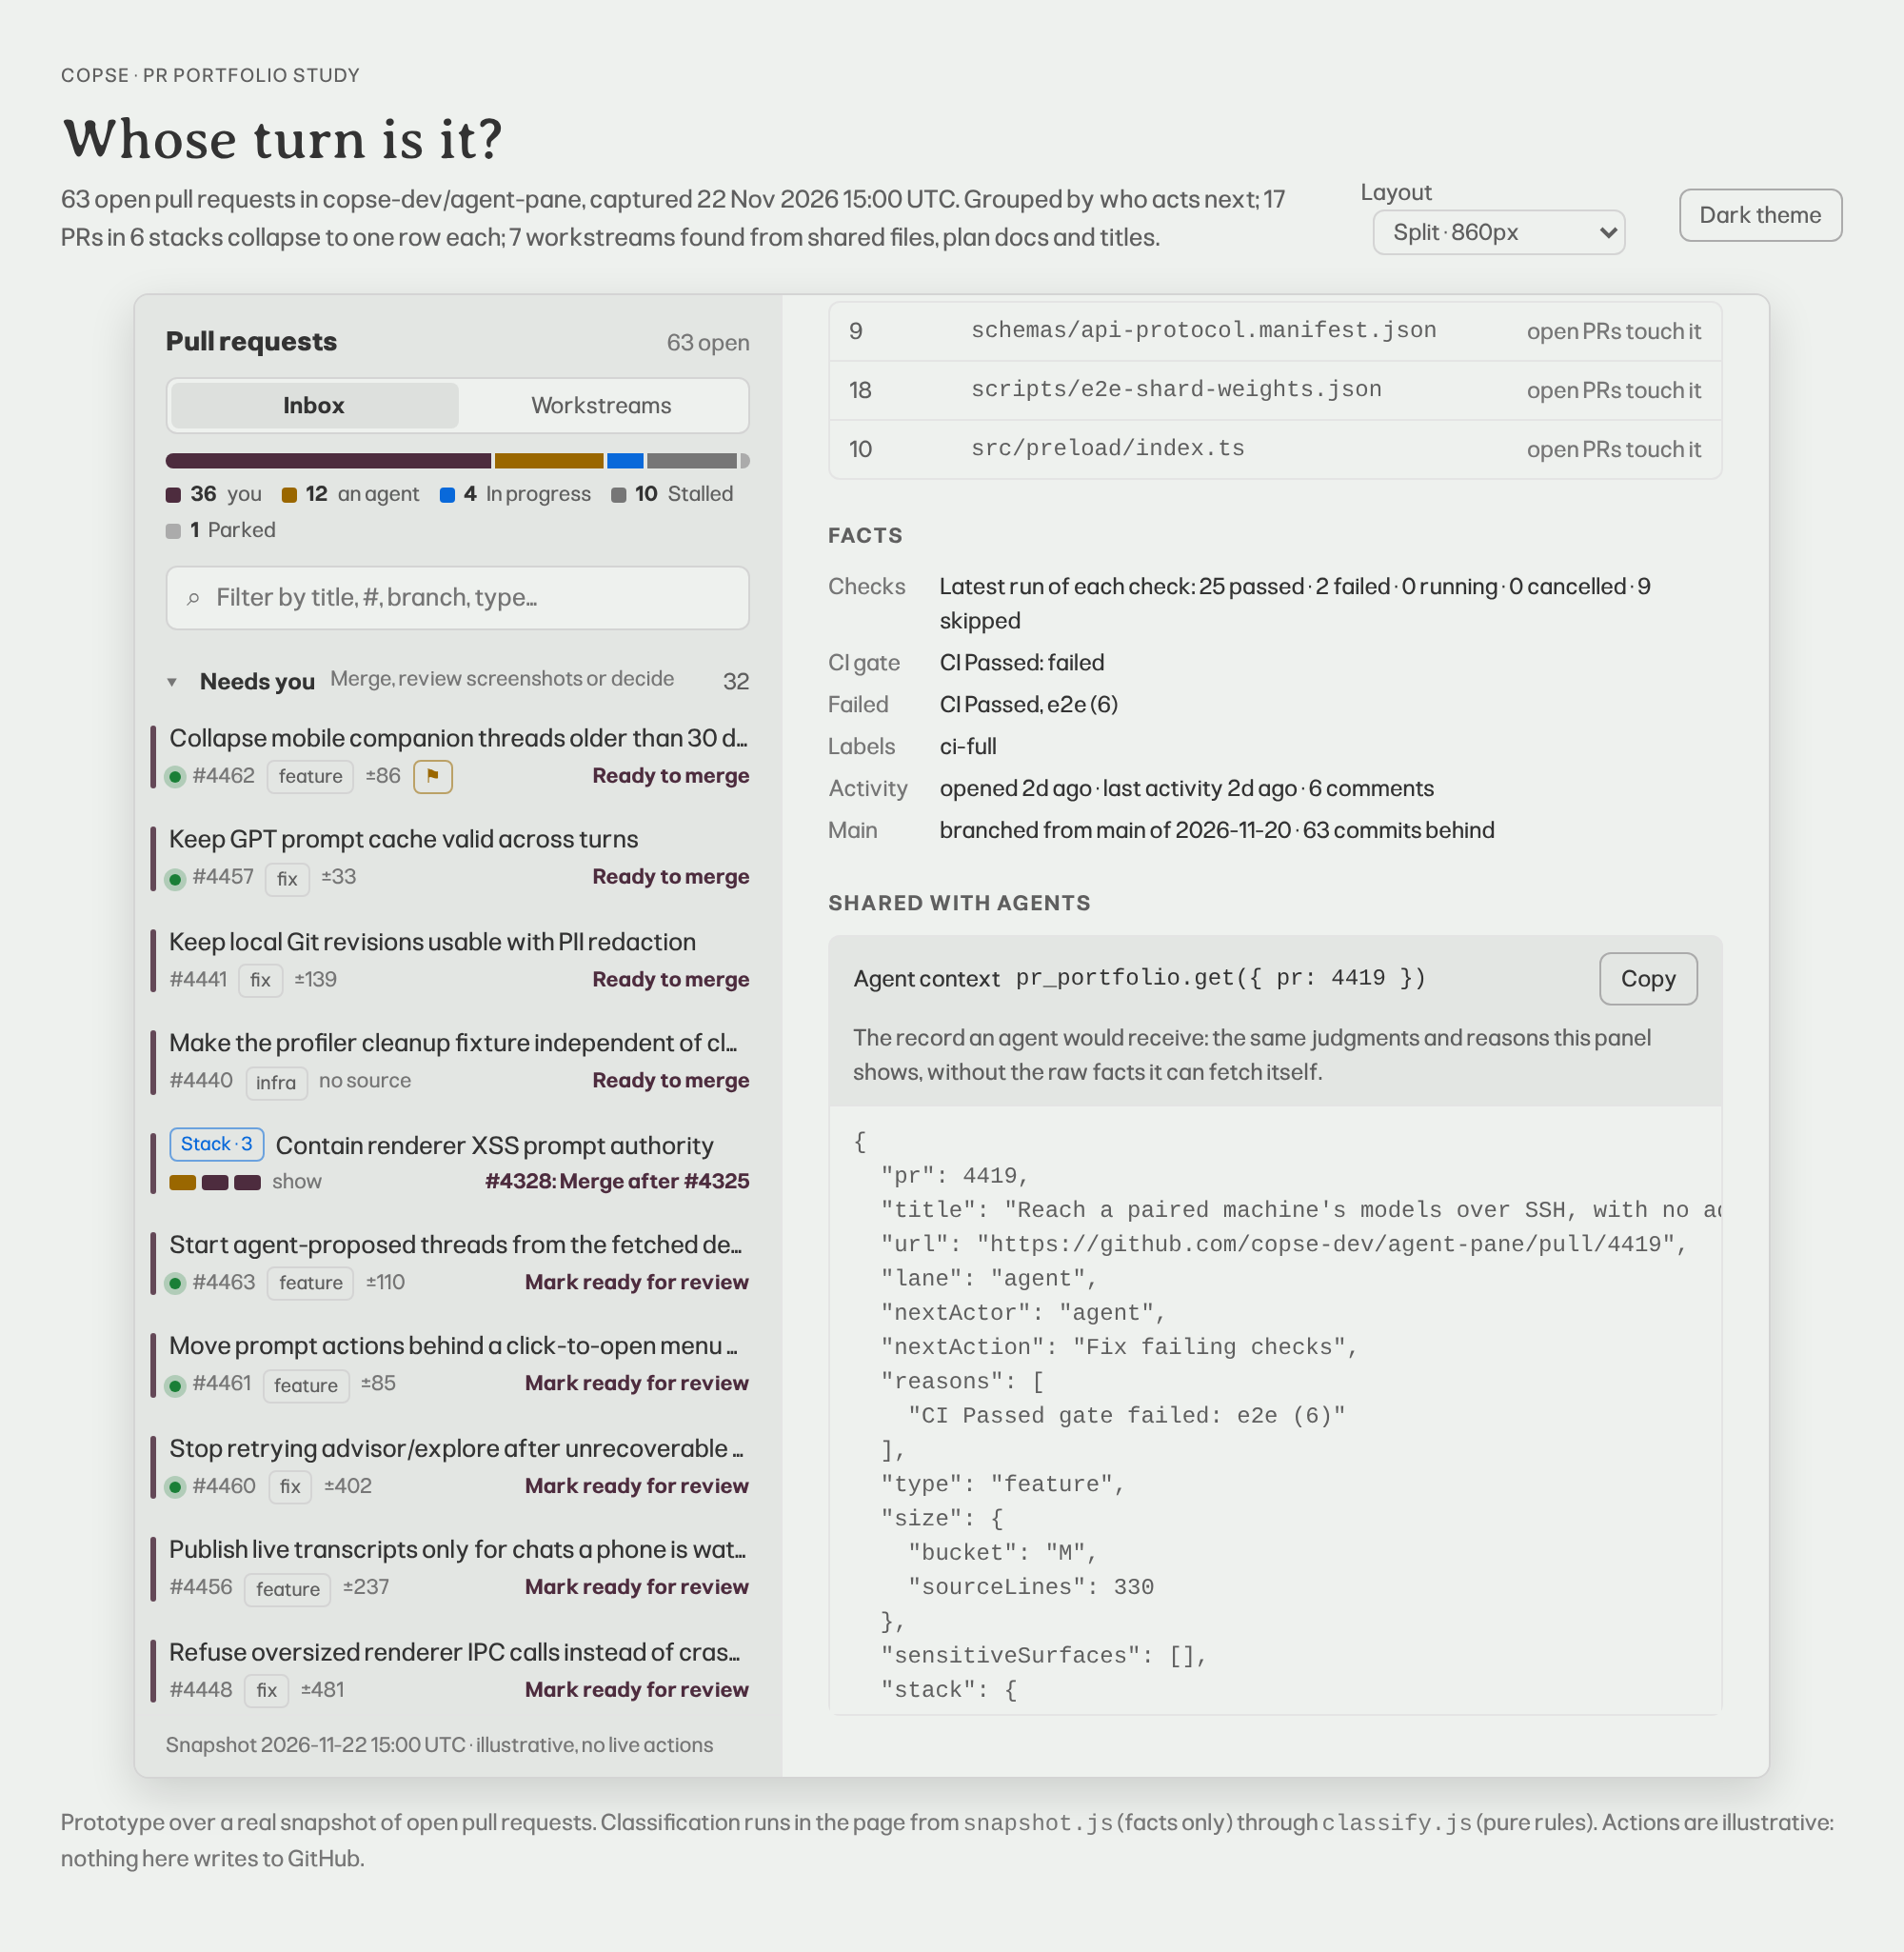 COPSE · PR PORTFOLIO STUDY
Whose turn is it?
63 open pull requests in copse-dev/agent-pane, captured 22 Nov 2026 15:00 UTC. Grouped by who acts next; 17
PRs in 6 stacks collapse to one row each; 7 workstreams found from shared files, plan docs and titles.
Layout
Split · 860px
Dark theme
Pull requests
63 open
Inbox
Workstreams
36 you
12 an agent
4 In progress
10 Stalled
1 Parked
Filter by title, #, branch, type…
Needs you Merge, review screenshots or decide 32
Collapse mobile companion threads older than 30 d…
#4462 feature ±86 ⚑ Ready to merge
Keep GPT prompt cache valid across turns
#4457 fix ±33 Ready to merge
Keep local Git revisions usable with PII redaction
#4441 fix ±139 Ready to merge
Make the profiler cleanup fixture independent of cl…
#4440 infra no source Ready to merge
Stack · 3 Contain renderer XSS prompt authority
show #4328: Merge after #4325
Start agent-proposed threads from the fetched de…
#4463 feature ±110 Mark ready for review
Move prompt actions behind a click-to-open menu …
#4461 feature ±85 Mark ready for review
Stop retrying advisor/explore after unrecoverable …
#4460 fix ±402 Mark ready for review
Publish live transcripts only for chats a phone is wat…
#4456 feature ±237 Mark ready for review
Refuse oversized renderer IPC calls instead of cras…
#4448 fix ±481 Mark ready for review
Snapshot 2026-11-22 15:00 UTC · illustrative, no live actions
9 schemas/api-protocol.manifest.json open PRs touch it
18 scripts/e2e-shard-weights.json open PRs touch it
10 src/preload/index.ts open PRs touch it
FACTS
Checks Latest run of each check: 25 passed · 2 failed · 0 running · 0 cancelled · 9
skipped
CI gate CI Passed: failed
Failed CI Passed, e2e (6)
Labels ci-full
Activity opened 2d ago · last activity 2d ago · 6 comments
Main branched from main of 2026-11-20 · 63 commits behind
SHARED WITH AGENTS
Agent context pr_portfolio.get({ pr: 4419 })
Copy
The record an agent would receive: the same judgments and reasons this panel
shows, without the raw facts it can fetch itself.
{
"pr": 4419,
"title": "Reach a paired machine's models over SSH, with no
"url": "https://github.com/copse-dev/agent-pane/pull/4419",
"lane": "agent",
"nextActor": "agent",
"nextAction": "Fix failing checks",
"reasons": [
"CI Passed gate failed: e2e (6)"
],
"type": "feature",
"size": {
"bucket": "M",
"sourceLines": 330
},
"sensitiveSurfaces": [],
"stack": {
Prototype over a real snapshot of open pull requests. Classification runs in the page from snapshot.js (facts only) through classify.js (pure rules). Actions are illustrative:
nothing here writes to GitHub.